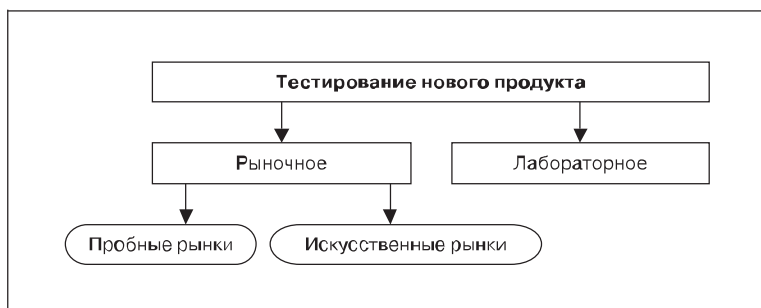 Тестирование нового продукта
Рыночное
Лабораторное
Пробные рынки
Искусственные рынки